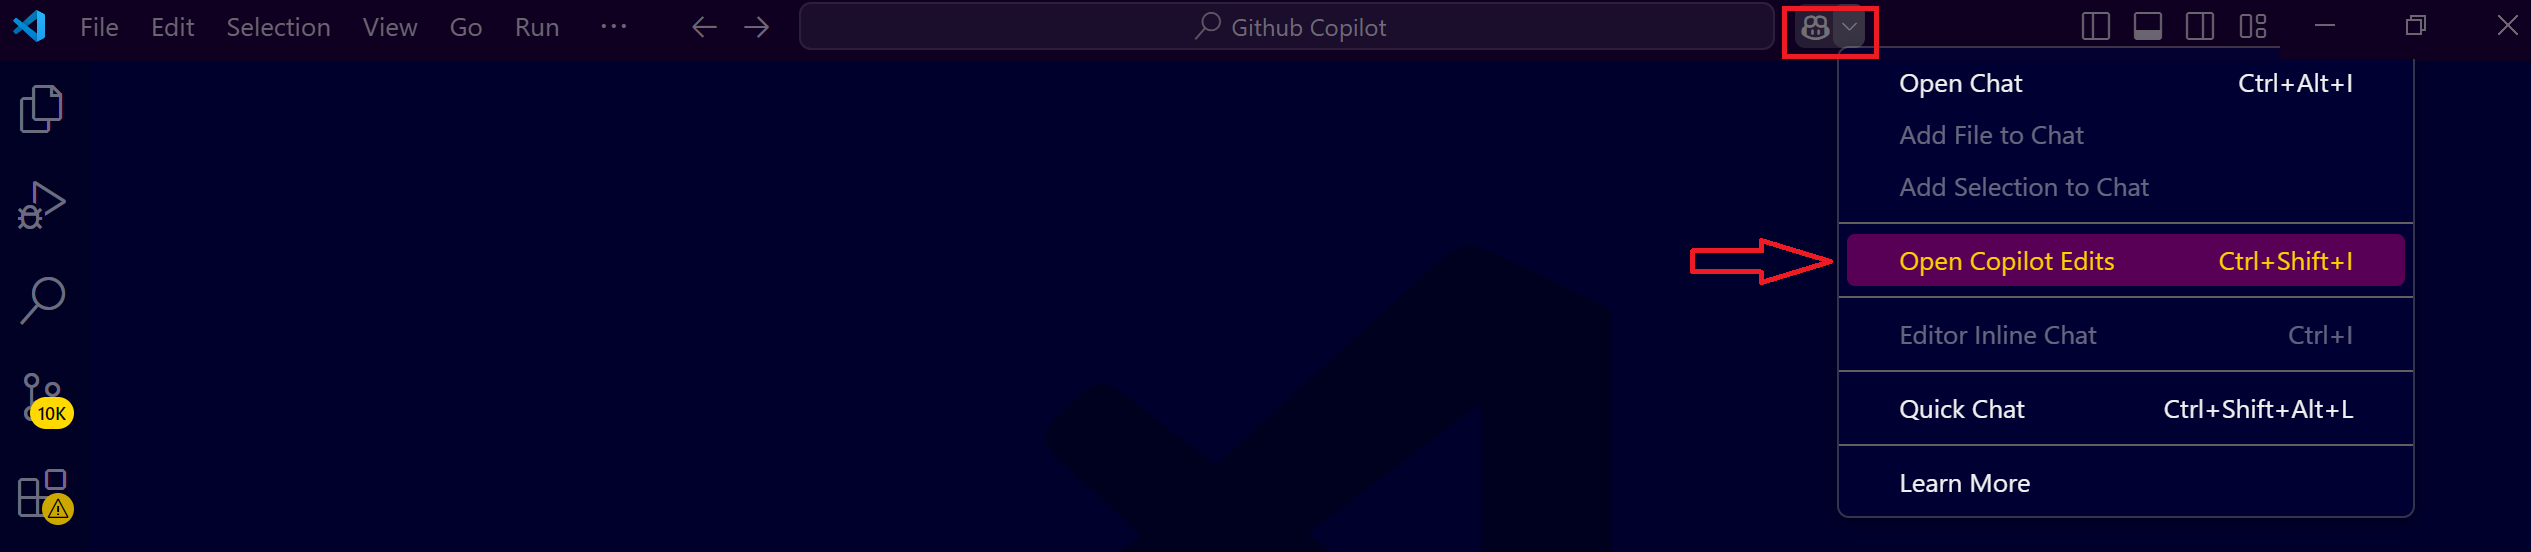 File Edit Selection View Go Run ···
Github Copilot
Open Chat Ctrl+Alt+I
Add File to Chat
Add Selection to Chat
Open Copilot Edits Ctrl+Shift+I
Editor Inline Chat Ctrl+I
Quick Chat Ctrl+Shift+Alt+L
Learn More
10K